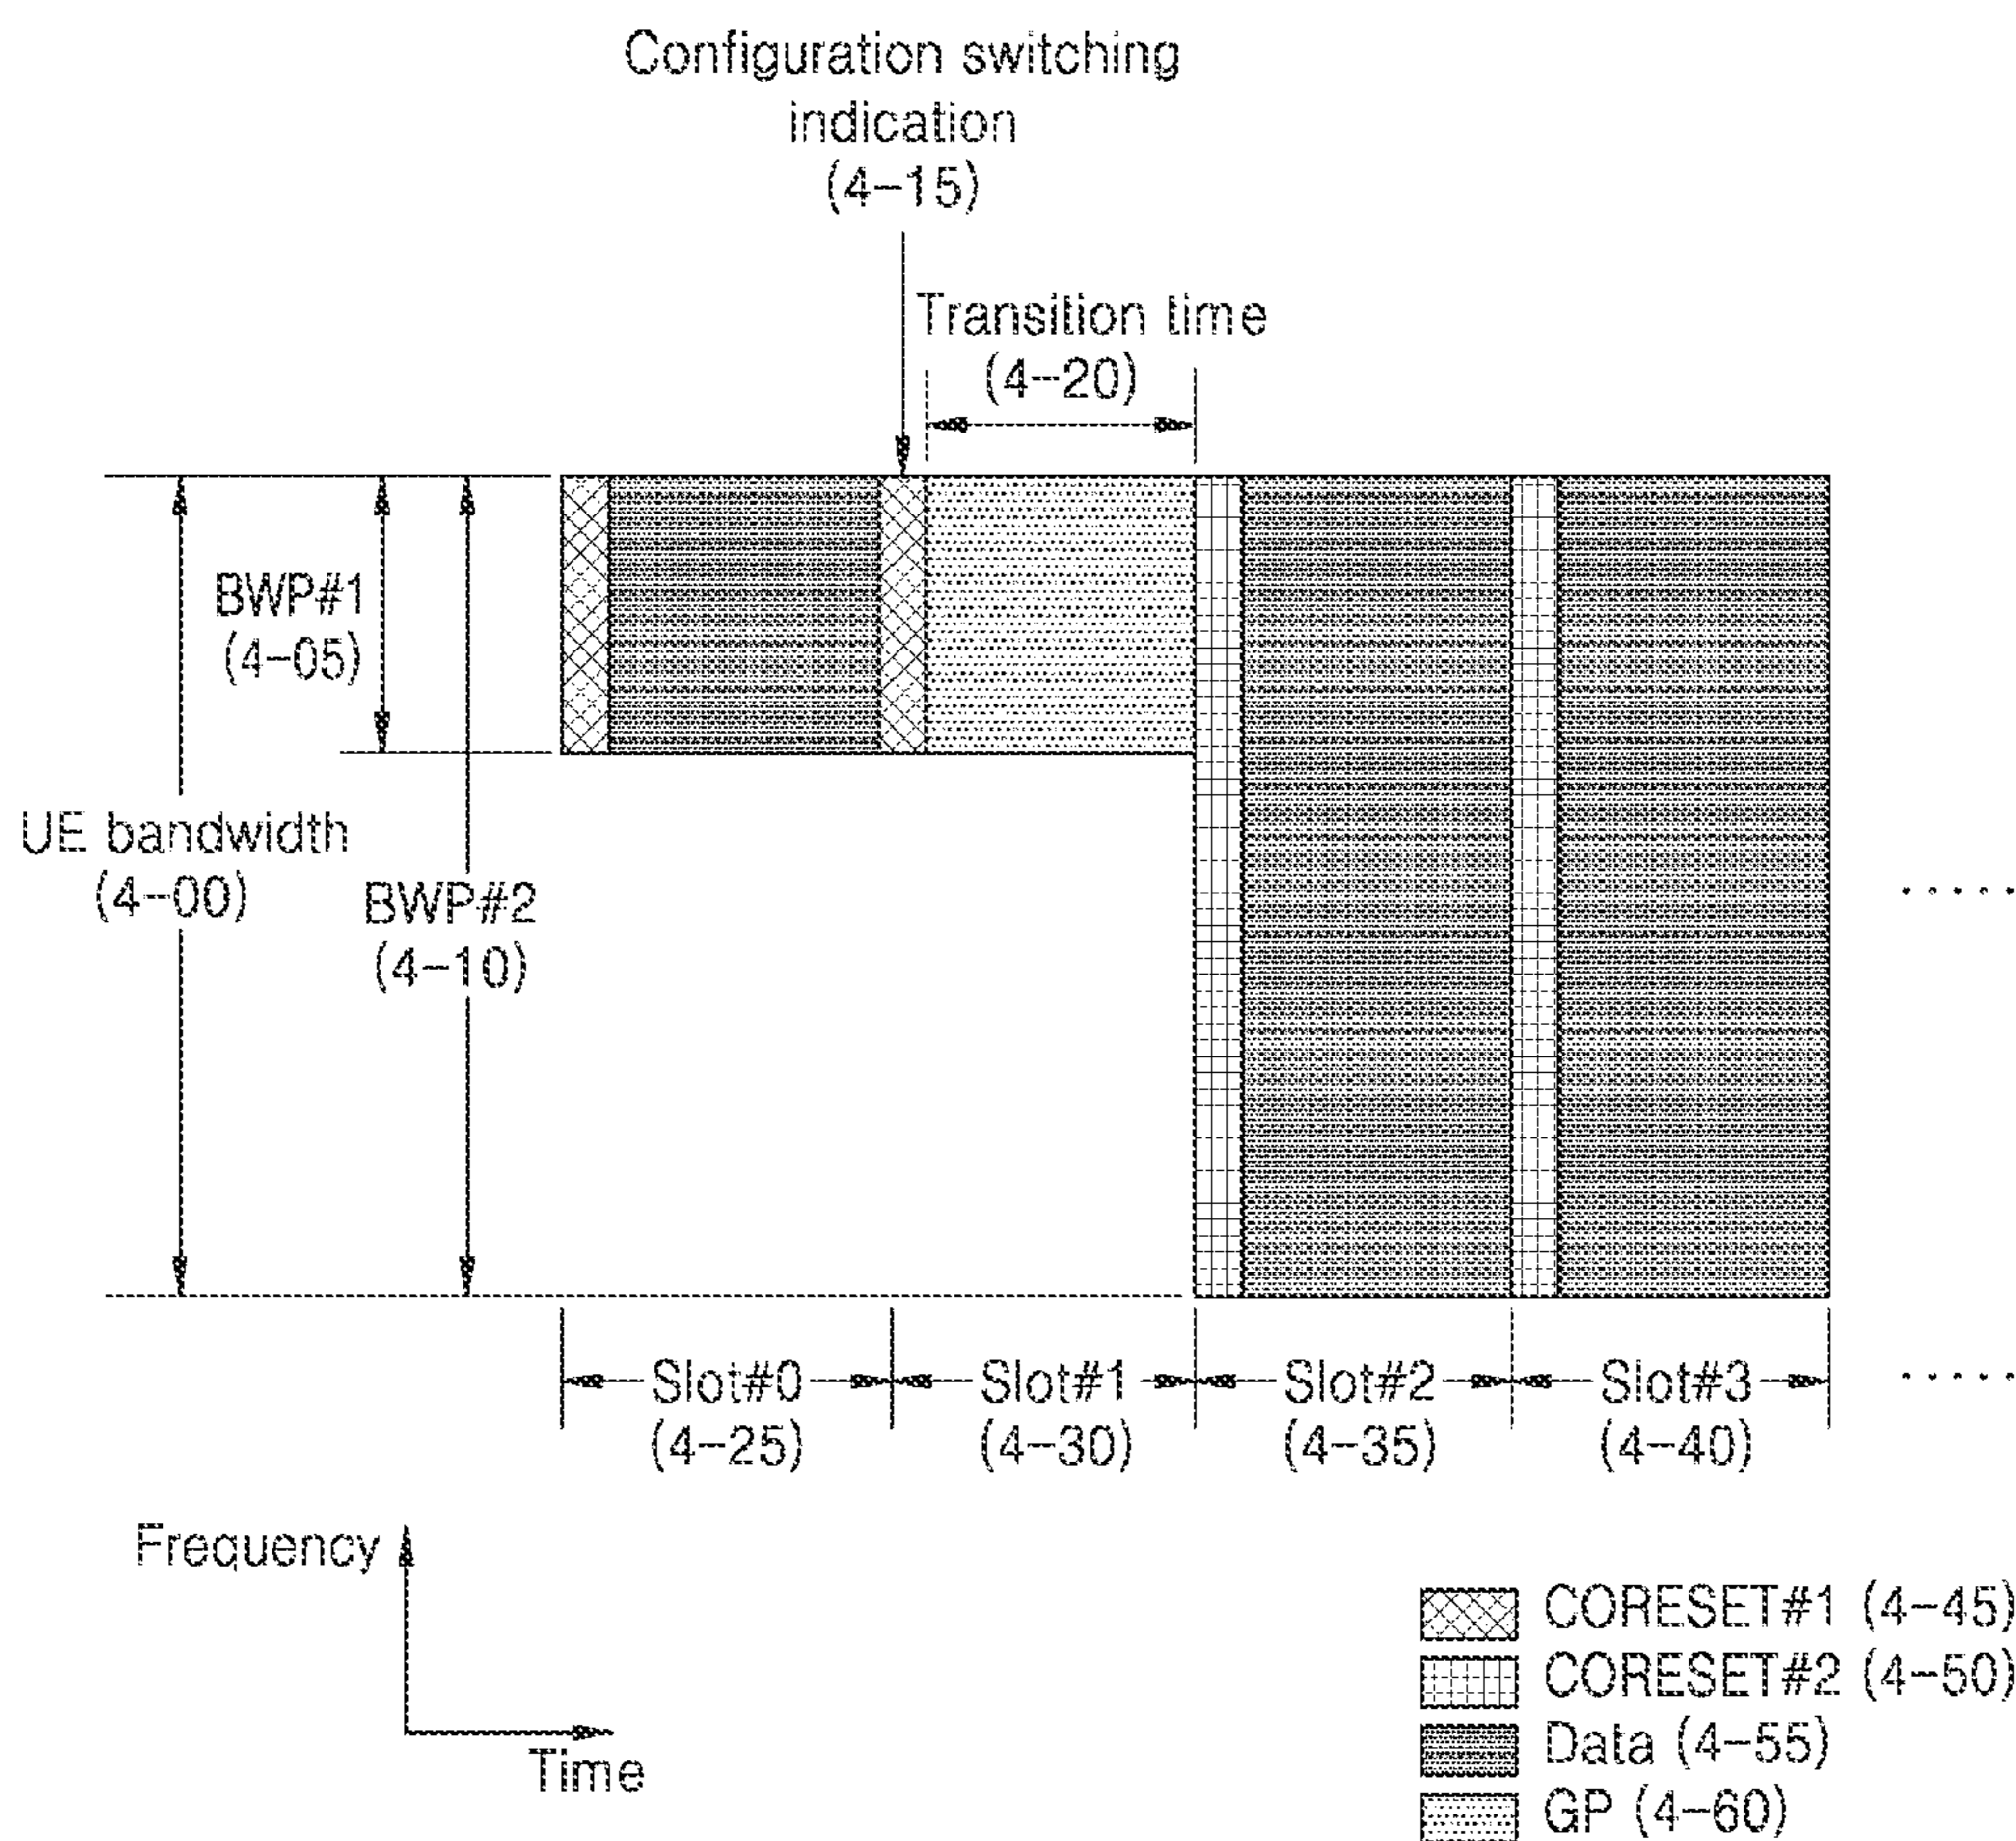 Configuration switching
indication
(4-15)
Transition time
(4-20)
BWP#1
(4-05)
UE bandwidth
(4-00)
BWP#2
(4-10)
.....
Slot#0
(4-25)
Slot#1
(4-30)
Slot#2
(4-35)
Slot#3
(4-40)
.....
Frequency
Time
CORESET#1 (4-45)
CORESET#2 (4-50)
Data (4-55)
GP (4-60)